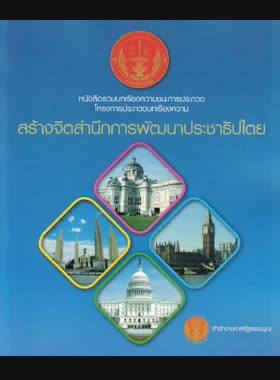 หนังสือรวมบทเรียงความชนะการประกวด
โครงการประกวดบทเรียงความ
สร้างจิตสำนึกการพัฒนาประชาธิปไตย
สำนักงานศาลรัฐธรรมนูญ